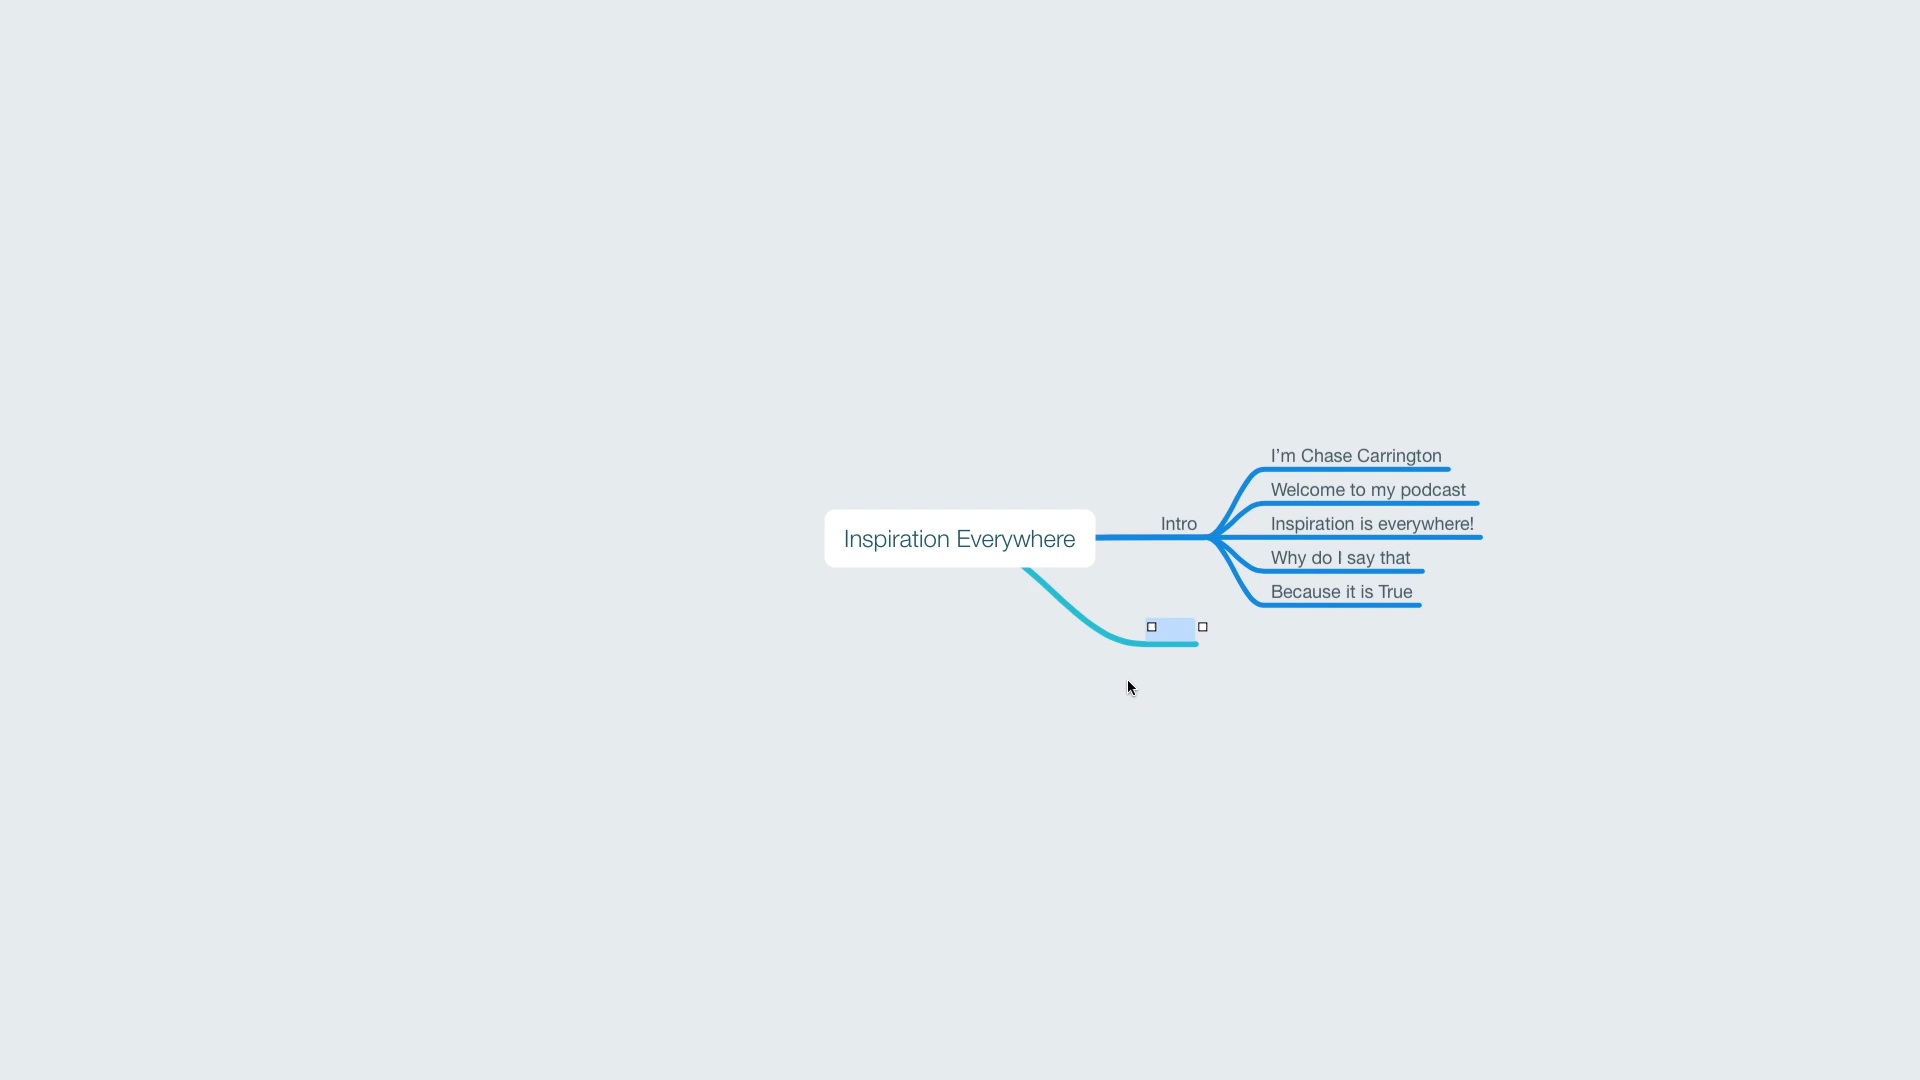 Inspiration Everywhere
Intro
I’m Chase Carrington
Welcome to my podcast
Inspiration is everywhere!
Why do I say that
Because it is True